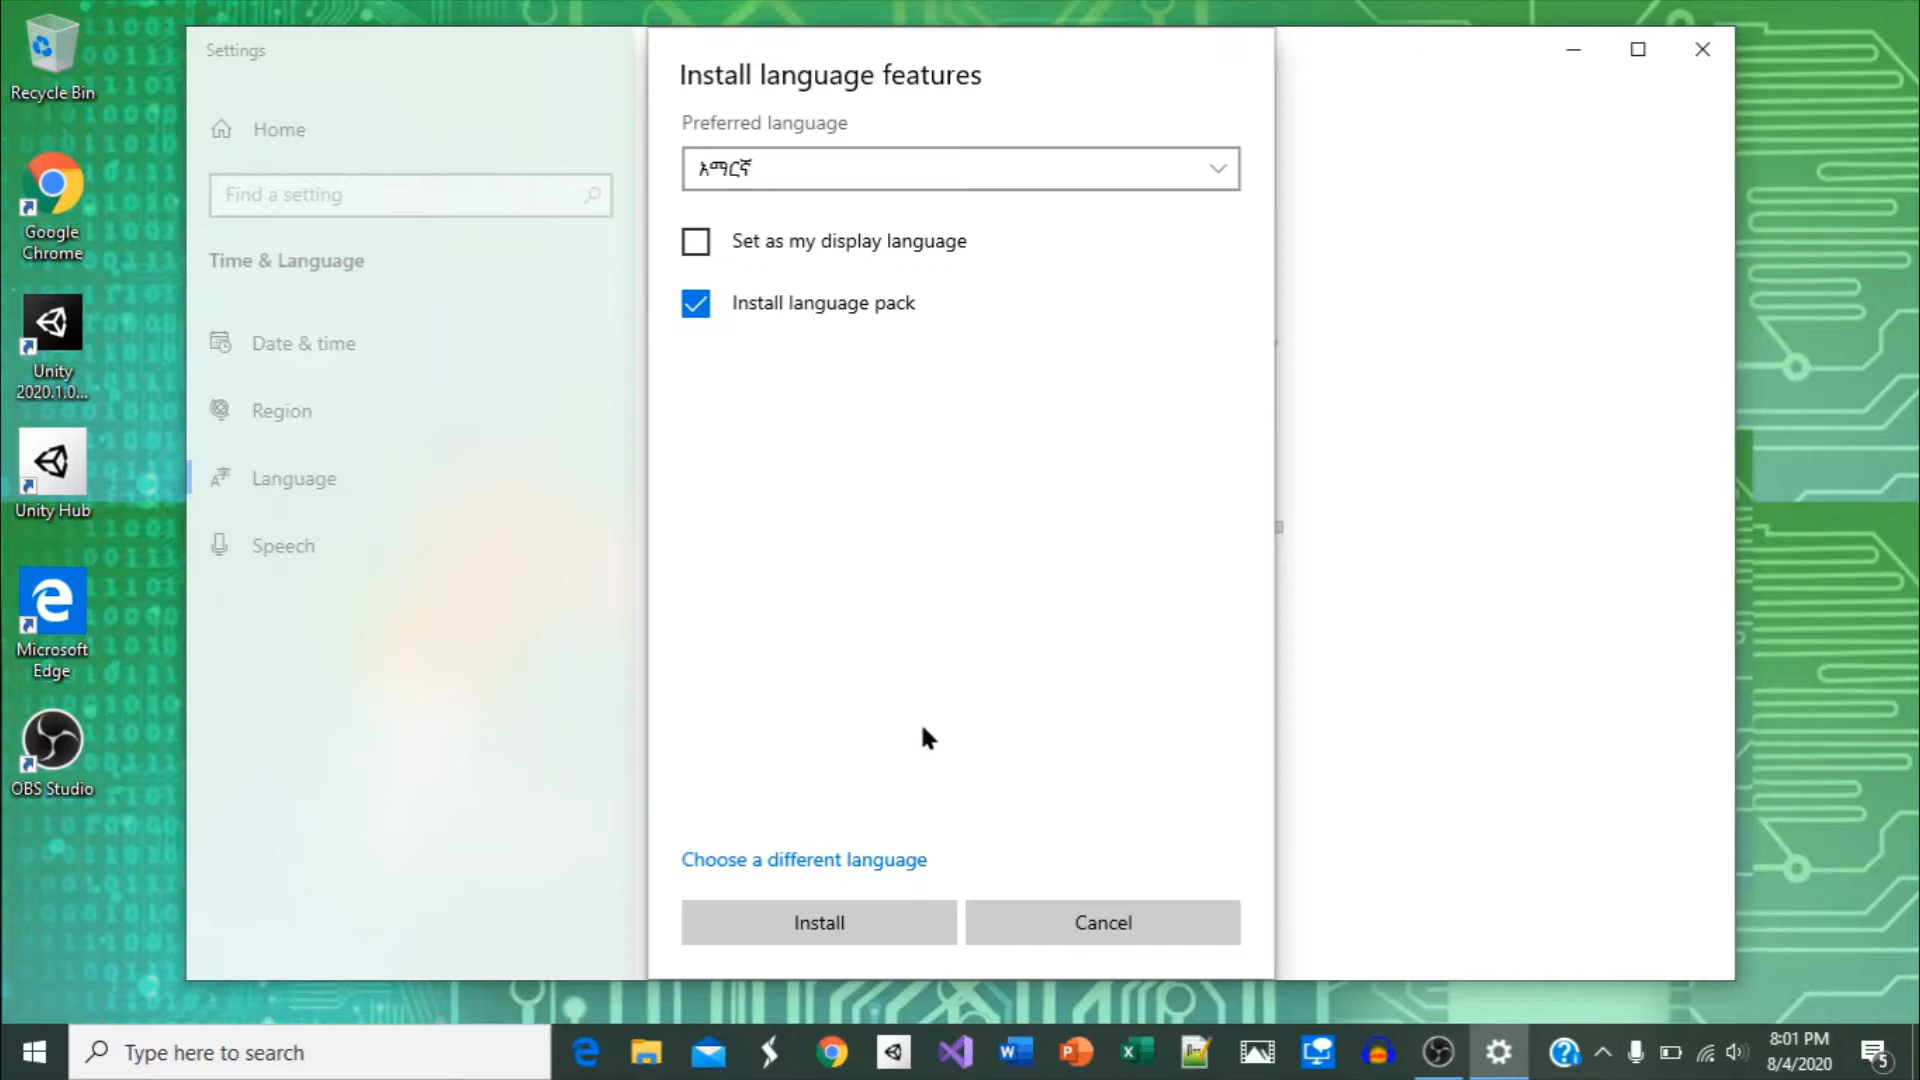 Recycle Bin
Google
Chrome
Unity
2020.1.0...
Unity Hub
Microsoft
Edge
OBS Studio
Settings
Home
Find a setting
Time & Language
Date & time
Region
Language
Speech
Install language features
Preferred language
አማርኛ
Set as my display language
Install language pack
Choose a different language
Install
Cancel
Type here to search
8:01 PM
8/4/2020
5